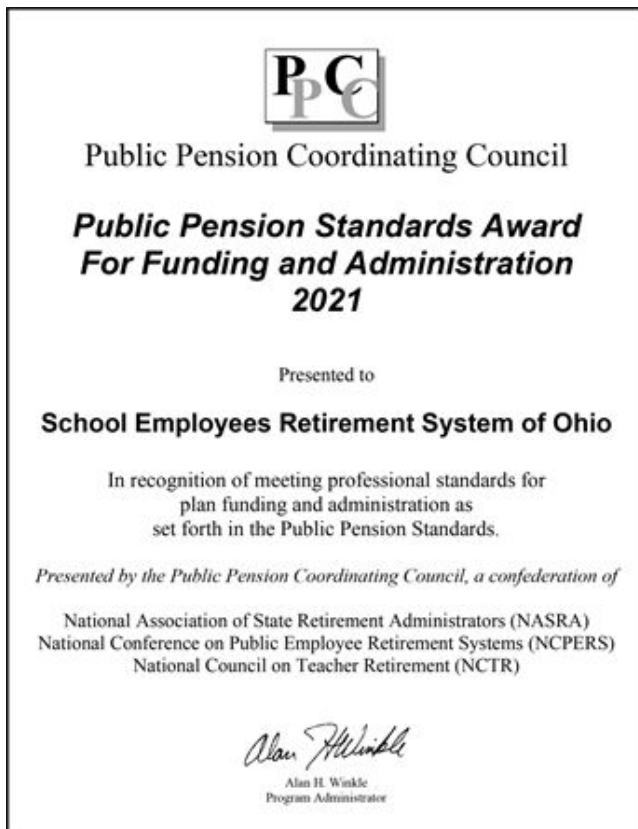 PPCC
Public Pension Coordinating Council
Public Pension Standards Award
For Funding and Administration
2021
Presented to
School Employees Retirement System of Ohio
In recognition of meeting professional standards for
plan funding and administration as
set forth in the Public Pension Standards.
Presented by the Public Pension Coordinating Council, a confederation of
National Association of State Retirement Administrators (NASRA)
National Conference on Public Employee Retirement Systems (NCPERS)
National Council on Teacher Retirement (NCTR)
Alan H Winkle
Alan H. Winkle
Program Administrator